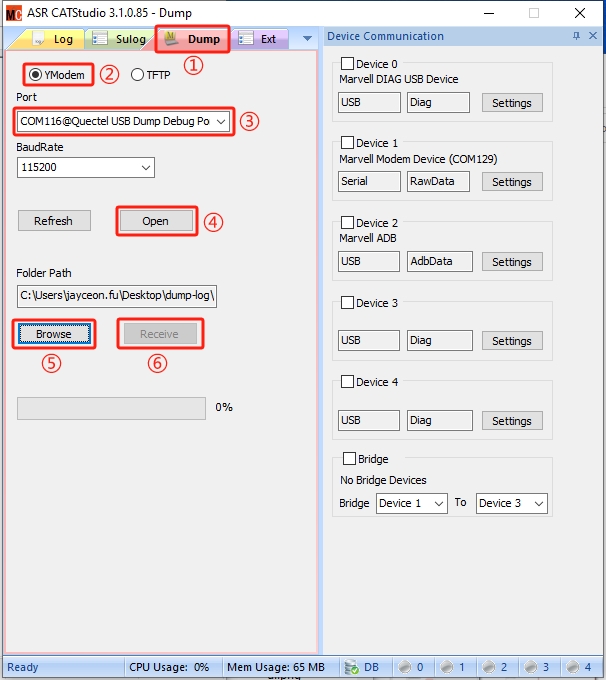 MC ASR CATStudio 3.1.0.85 - Dump
Log Sulog Dump Ext
①
YModem ② TFTP
Port
COM116@Quectel USB Dump Debug Po ③
BaudRate
115200
Refresh Open ④
Folder Path
C:\Users\jayceon.fu\Desktop\dump-log\
Browse Receive
⑤ ⑥
0%
Device Communication
Device 0
Marvell DIAG USB Device
USB Diag Settings
Device 1
Marvell Modem Device (COM129)
Serial RawData Settings
Device 2
Marvell ADB
USB AdbData Settings
Device 3
USB Diag Settings
Device 4
USB Diag Settings
Bridge
No Bridge Devices
Bridge Device 1 To Device 3
Ready CPU Usage: 0% Mem Usage: 65 MB DB 0 1 2 3 4